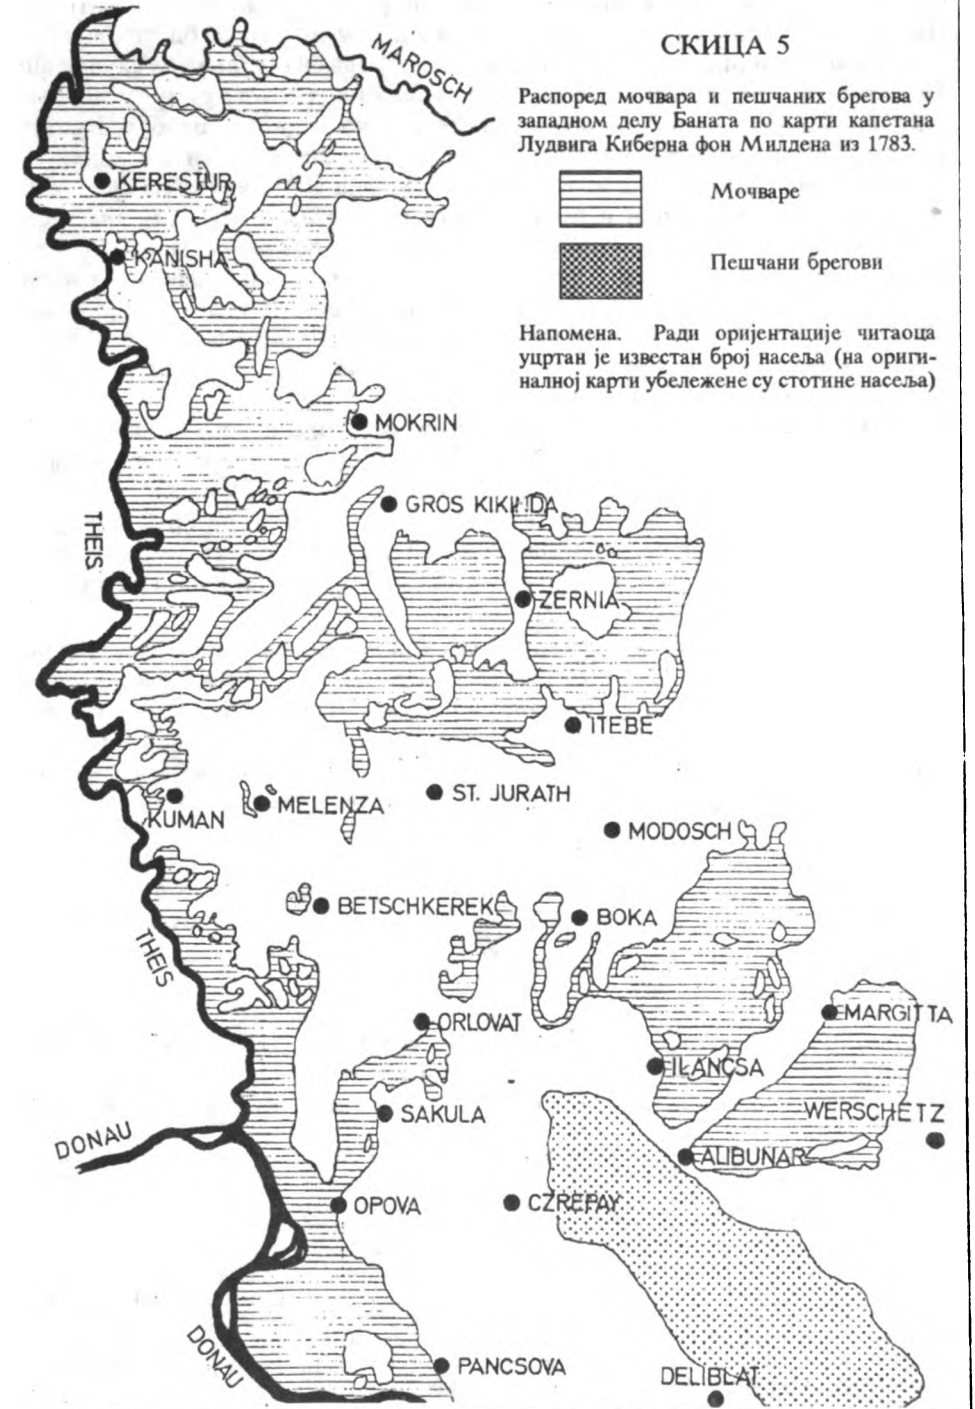 СКИЦА 5
Распоред мочвара и пешчаних брегова у
западном делу Баната по карти капетана
Лудвига Киберна фон Милдена из 1783.
Мочваре
Пешчани брегови
Напомена. Ради оријентације читаоца
уцртан је известан број насеља (на ориги-
налној карти убележене су стотине насеља)
MAROSCH
KERESTUR
KANISHA
MOKRIN
GROS KIKINDA
THEIS
ZERNIA
ITEBE
ST. JURATH
MELENZA
KUMAN
MODOSCH
BETSCHKEREK
BOKA
THEIS
MARGITTA
ORLOVAT
ILANCSA
SAKULA
WERSCHETZ
DONAU
ALIBUNAR
OPOVA
CZREPAY
DONAU
PANCSOVA
DELIBLAT